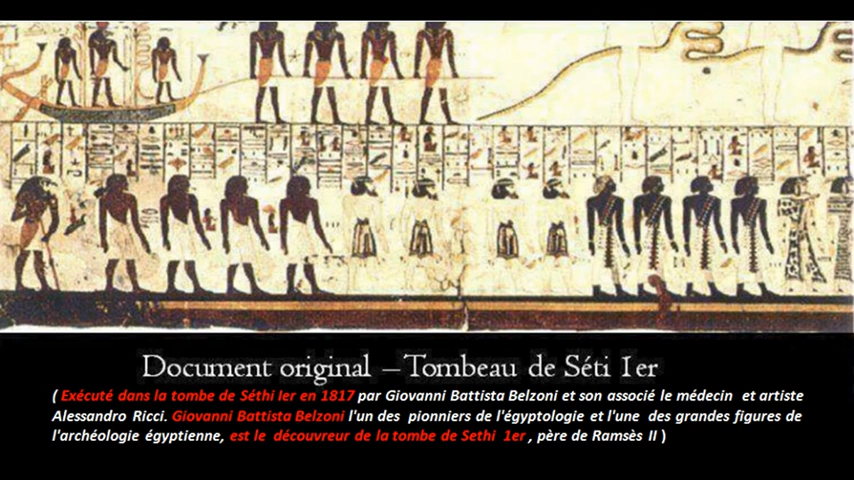 Document original – Tombeau de Séti Ier
( Exécuté dans la tombe de Séthi Ier en 1817 par Giovanni Battista Belzoni et son associé le médecin et artiste
Alessandro Ricci. Giovanni Battista Belzoni l'un des pionniers de l'égyptologie et l'une des grandes figures de
l'archéologie égyptienne, est le découvreur de la tombe de Sethi 1er , père de Ramsès II )